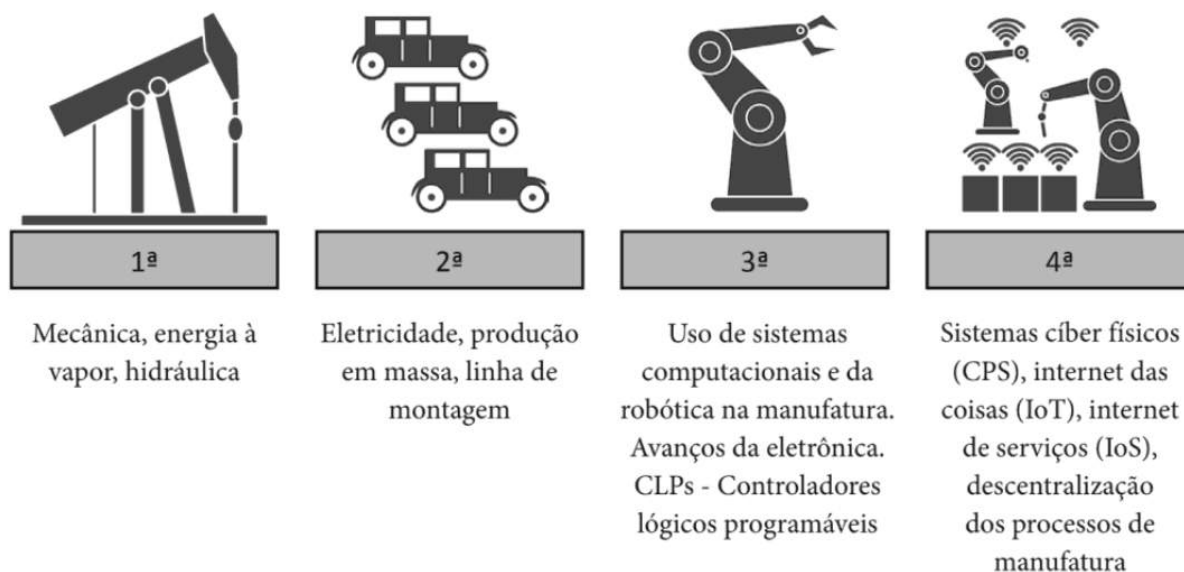 1ª
Mecânica, energia à
vapor, hidráulica
2ª
Eletricidade, produção
em massa, linha de
montagem
3ª
Uso de sistemas
computacionais e da
robótica na manufatura.
Avanços da eletrônica.
CLPs - Controladores
lógicos programáveis
4ª
Sistemas cíber físicos
(CPS), internet das
coisas (IoT), internet
de serviços (IoS),
descentralização
dos processos de
manufatura